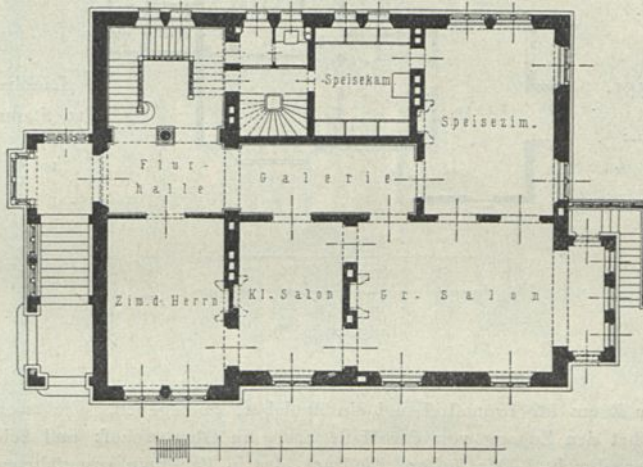 Speisekam.
Speisezim.
Flur-
halle
Galerie
Zim. d. Herrn
Kl. Salon
Gr. Salon